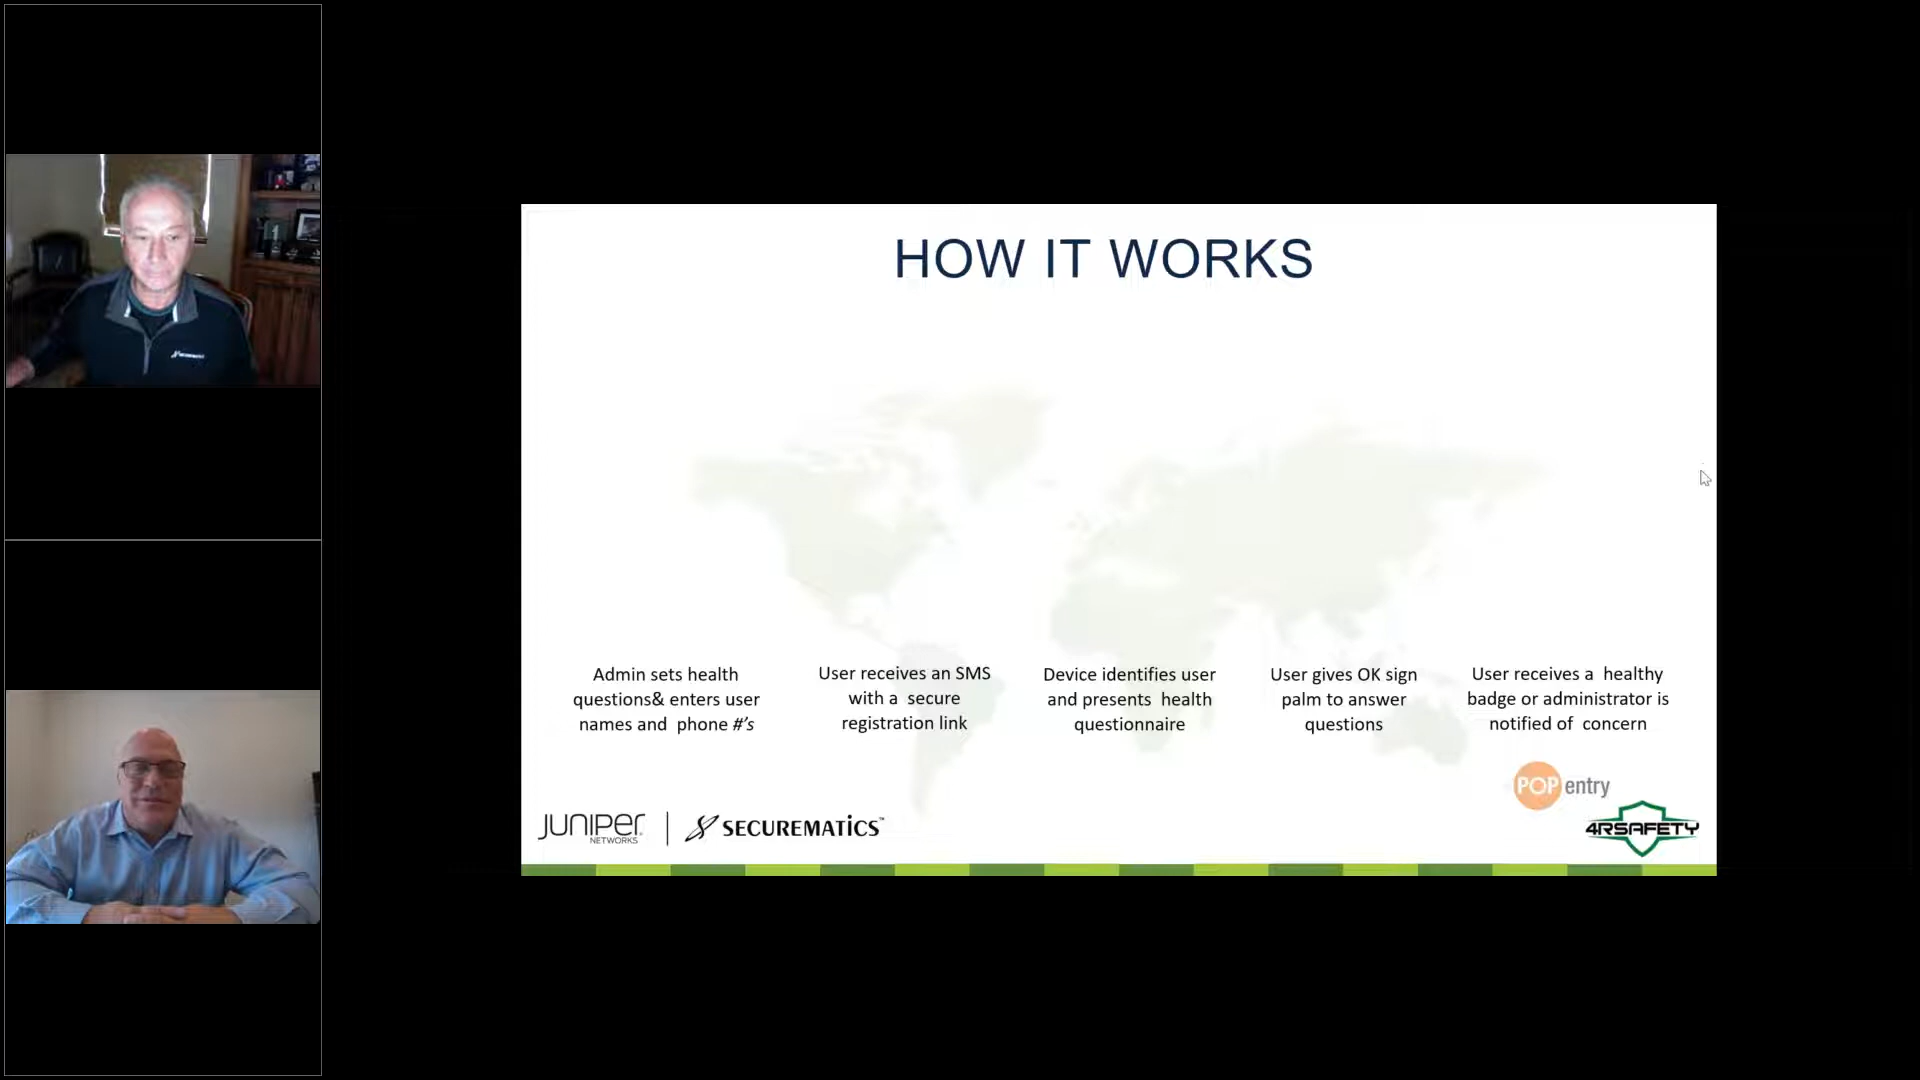 HOW IT WORKS
Admin sets health
questions& enters user
names and phone #'s
User receives an SMS
with a secure
registration link
Device identifies user
and presents health
questionnaire
User gives OK sign
palm to answer
questions
User receives a healthy
badge or administrator is
notified of concern
POP entry
JUNIPER
NETWORKS
SECUREMATICS™
4RSAFETY